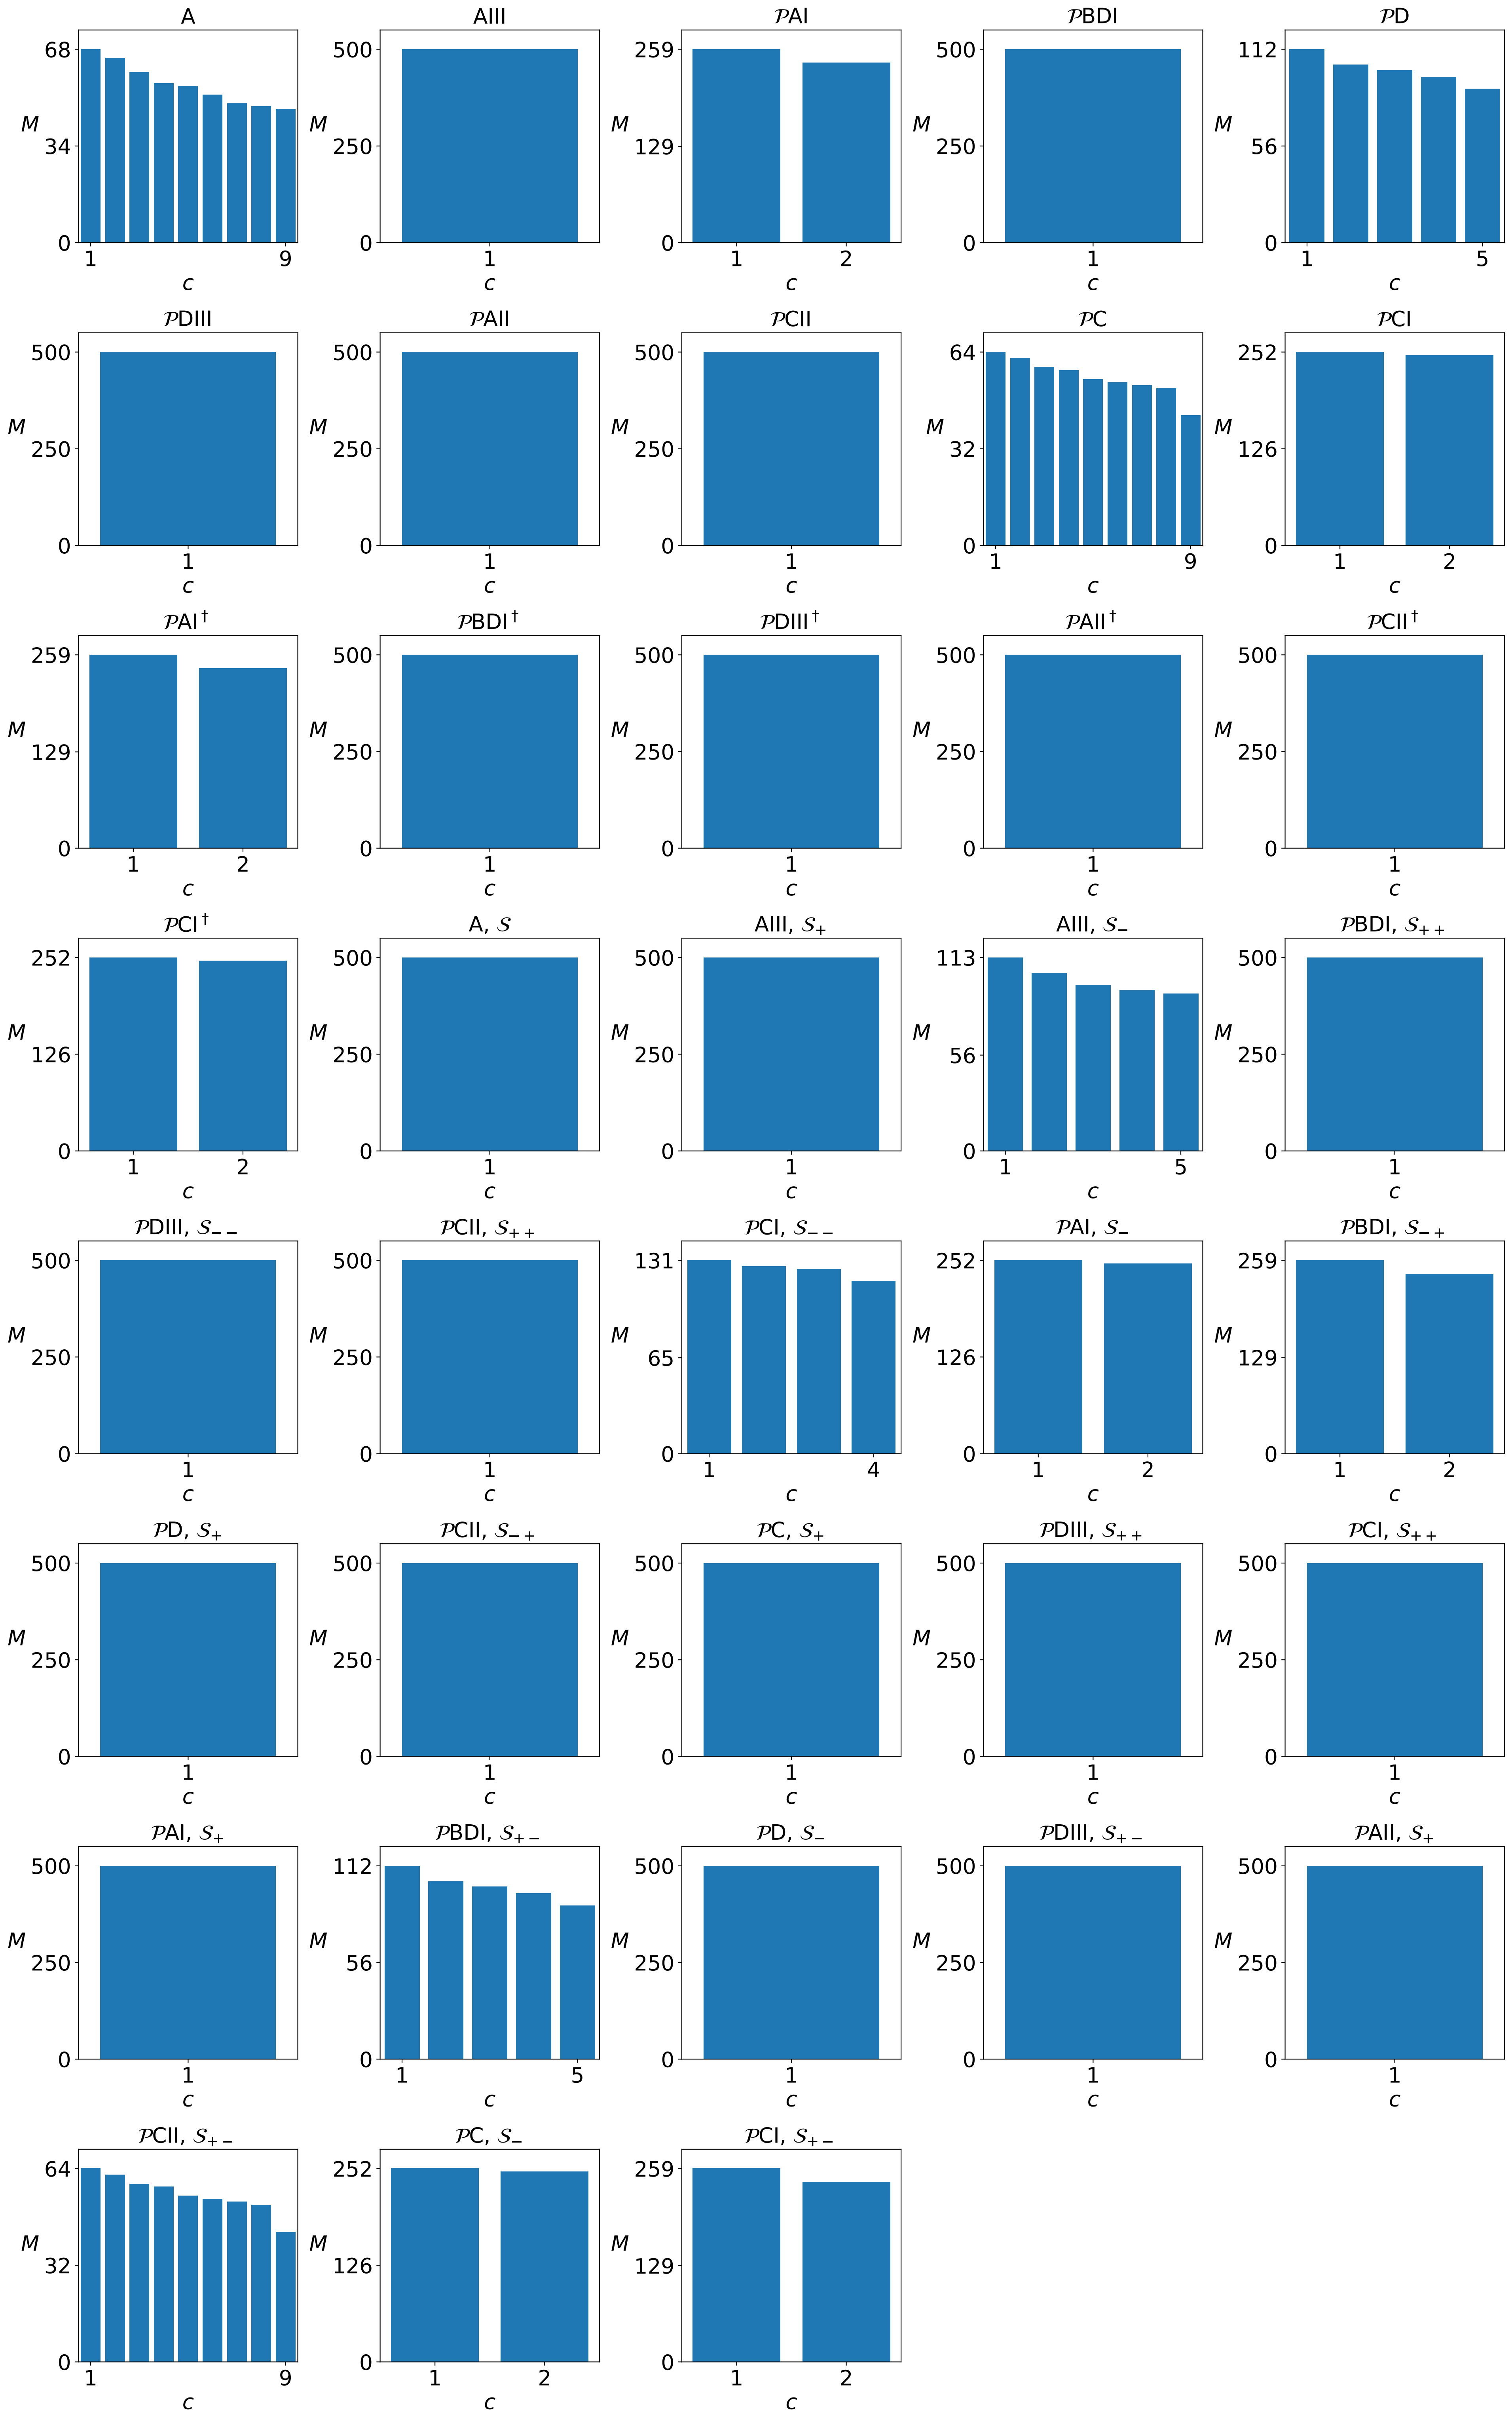 A AIII 𝒫AI 𝒫BDI 𝒫D
68 500 259 500 112
M M M M M
34 250 129 250 56
0 0 0 0 0
1 9 1 1 2 1 1 5
c c c c c
𝒫DIII 𝒫AII 𝒫CII 𝒫C 𝒫CI
500 500 500 64 252
M M M M M
250 250 250 32 126
0 0 0 0 0
1 1 1 1 9 1 2
c c c c c
𝒫AI† 𝒫BDI† 𝒫DIII† 𝒫AII† 𝒫CII†
259 500 500 500 500
M M M M M
129 250 250 250 250
0 0 0 0 0
1 2 1 1 1 1
c c c c c
𝒫CI† A, 𝒮 AIII, 𝒮₊ AIII, 𝒮₋ 𝒫BDI, 𝒮₊₊
252 500 500 113 500
M M M M M
126 250 250 56 250
0 0 0 0 0
1 2 1 1 1 5 1
c c c c c
𝒫DIII, 𝒮₋₋ 𝒫CII, 𝒮₊₊ 𝒫CI, 𝒮₋₋ 𝒫AI, 𝒮₋ 𝒫BDI, 𝒮₋₊
500 500 131 252 259
M M M M M
250 250 65 126 129
0 0 0 0 0
1 1 1 4 1 2 1 2
c c c c c
𝒫D, 𝒮₊ 𝒫CII, 𝒮₋₊ 𝒫C, 𝒮₊ 𝒫DIII, 𝒮₊₊ 𝒫CI, 𝒮₊₊
500 500 500 500 500
M M M M M
250 250 250 250 250
0 0 0 0 0
1 1 1 1 1
c c c c c
𝒫AI, 𝒮₊ 𝒫BDI, 𝒮₊₋ 𝒫D, 𝒮₋ 𝒫DIII, 𝒮₊₋ 𝒫AII, 𝒮₊
500 112 500 500 500
M M M M M
250 56 250 250 250
0 0 0 0 0
1 1 5 1 1 1
c c c c c
𝒫CII, 𝒮₊₋ 𝒫C, 𝒮₋ 𝒫CI, 𝒮₊₋
64 252 259
M M M
32 126 129
0 0 0
1 9 1 2 1 2
c c c